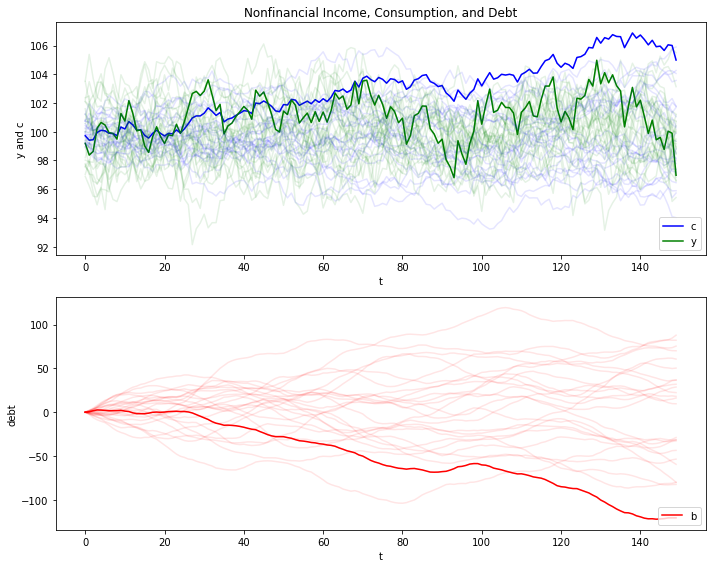 Nonfinancial Income, Consumption, and Debt
y and c
106
104
102
100
98
96
94
92
0 20 40 60 80 100 120 140
t
c
y
debt
100
50
0
−50
−100
0 20 40 60 80 100 120 140
t
b